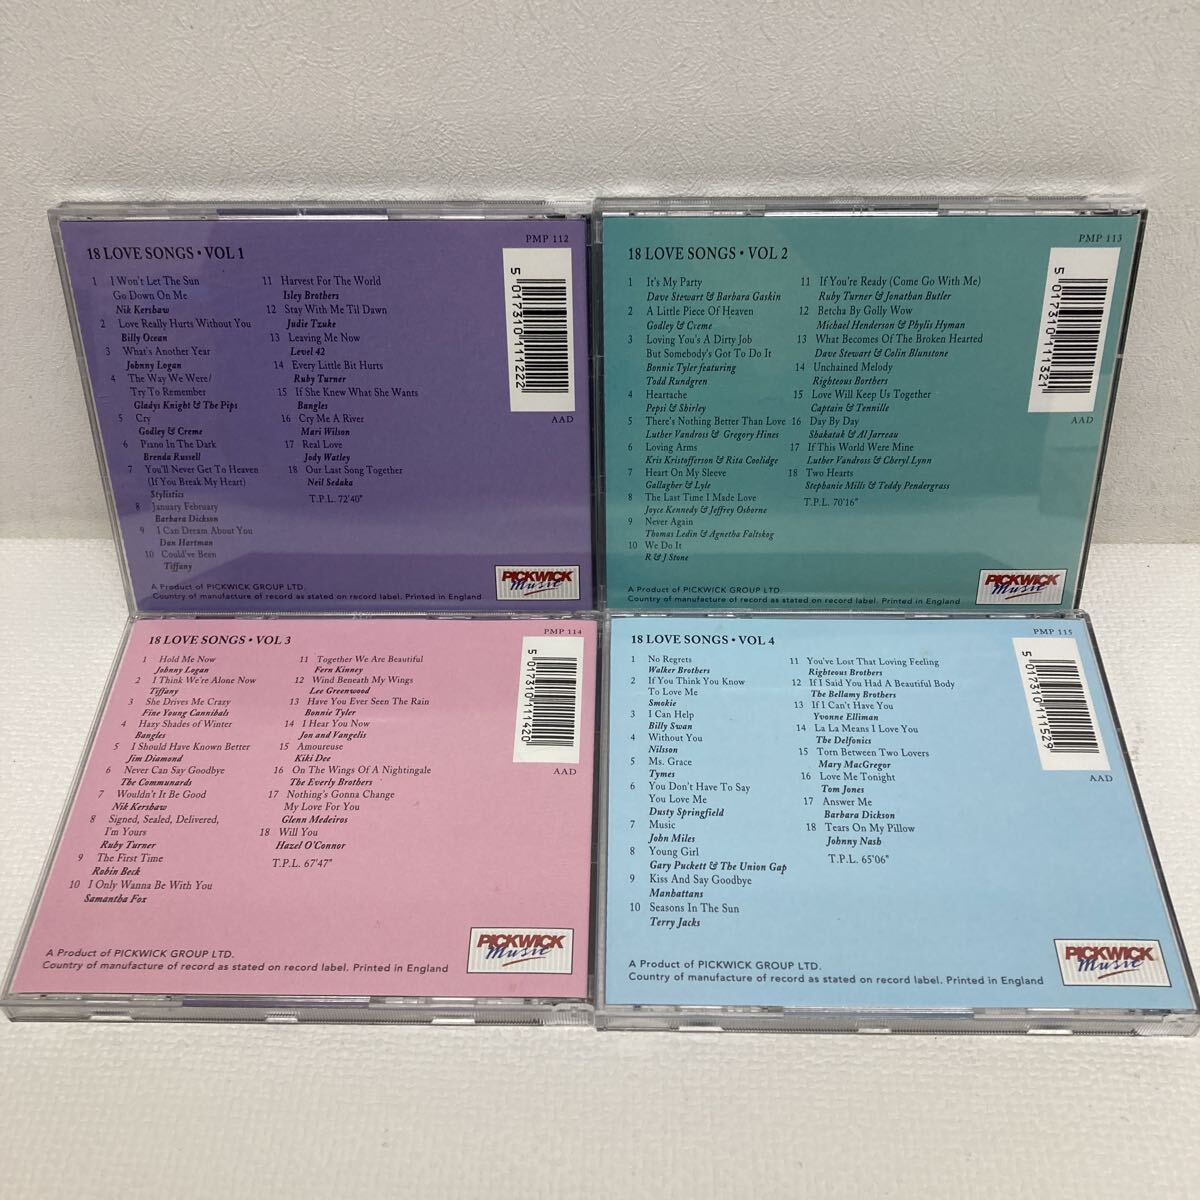 18 LOVE SONGS • VOL 1
PMP 112
1 I Won't Let The Sun
Go Down On Me
Nik Kershaw
2 Love Really Hurts Without You
Billy Ocean
3 What's Another Year
Johnny Logan
4 The Way We Were/
Try To Remember
Gladys Knight & The Pips
5 Cry
Godley & Creme
6 Piano In The Dark
Brenda Russell
7 You'll Never Get To Heaven
(If You Break My Heart)
Stylistics
8 January February
Barbara Dickson
9 I Can Dream About You
Dan Hartman
10 Could've Been
Tiffany
11 Harvest For The World
Isley Brothers
12 Stay With Me Til Dawn
Judie Tzuke
13 Leaving Me Now
Level 42
14 Every Little Bit Hurts
Ruby Turner
15 If She Knew What She Wants
Bangles
16 Cry Me A River
Mari Wilson
17 Real Love
Jody Watley
18 Our Last Song Together
Neil Sedaka
T.P.L. 72'40"
5 017310 111222
AAD
A Product of PICKWICK GROUP LTD.
Country of manufacture of record as stated on record label. Printed in England
PICKWICK
Music
18 LOVE SONGS • VOL 2
PMP 113
1 It's My Party
Dave Stewart & Barbara Gaskin
2 A Little Piece Of Heaven
Godley & Creme
3 Loving You's A Dirty Job
But Somebody's Got To Do It
Bonnie Tyler featuring
Todd Rundgren
4 Heartache
Pepsi & Shirley
5 There's Nothing Better Than Love
Luther Vandross & Gregory Hines
6 Loving Arms
Kris Kristofferson & Rita Coolidge
7 Heart On My Sleeve
Gallagher & Lyle
8 The Last Time I Made Love
Joyce Kennedy & Jeffrey Osborne
9 Never Again
Thomas Ledin & Agnetha Faltskog
10 We Do It
R & J Stone
11 If You're Ready (Come Go With Me)
Ruby Turner & Jonathan Butler
12 Betcha By Golly Wow
Michael Henderson & Phylis Hyman
13 What Becomes Of The Broken Hearted
Dave Stewart & Colin Blunstone
14 Unchained Melody
Righteous Borthers
15 Love Will Keep Us Together
Captain & Tennille
16 Day By Day
Shakatak & Al Jarreau
17 If This World Were Mine
Luther Vandross & Cheryl Lynn
18 Two Hearts
Stephanie Mills & Teddy Pendergrass
T.P.L. 70'16"
5 017310 111321
AAD
A Product of PICKWICK GROUP LTD
Country of manufacture of record as stated on record label. Printed in England
PICKWICK
Music
18 LOVE SONGS • VOL 3
PMP 114
1 Hold Me Now
Johnny Logan
2 I Think We're Alone Now
Tiffany
3 She Drives Me Crazy
Fine Young Cannibals
4 Hazy Shades of Winter
Bangles
5 I Should Have Known Better
Jim Diamond
6 Never Can Say Goodbye
The Communards
7 Wouldn't It Be Good
Nik Kershaw
8 Signed, Sealed, Delivered,
I'm Yours
Ruby Turner
9 The First Time
Robin Beck
10 I Only Wanna Be With You
Samantha Fox
11 Together We Are Beautiful
Fern Kinney
12 Wind Beneath My Wings
Lee Greenwood
13 Have You Ever Seen The Rain
Bonnie Tyler
14 I Hear You Now
Jon and Vangelis
15 Amoureuse
Kiki Dee
16 On The Wings Of A Nightingale
The Everly Brothers
17 Nothing's Gonna Change
My Love For You
Glenn Medeiros
18 Will You
Hazel O'Connor
T.P.L. 67'47"
5 017310 111420
AAD
A Product of PICKWICK GROUP LTD.
Country of manufacture of record as stated on record label. Printed in England
PICKWICK
Music
18 LOVE SONGS • VOL 4
PMP 115
1 No Regrets
Walker Brothers
2 If You Think You Know
To Love Me
Smokie
3 I Can Help
Billy Swan
4 Without You
Nilsson
5 Ms. Grace
Tymes
6 You Don't Have To Say
You Love Me
Dusty Springfield
7 Music
John Miles
8 Young Girl
Gary Puckett & The Union Gap
9 Kiss And Say Goodbye
Manhattans
10 Seasons In The Sun
Terry Jacks
11 You've Lost That Loving Feeling
Righteous Brothers
12 If I Said You Had A Beautiful Body
The Bellamy Brothers
13 If I Can't Have You
Yvonne Elliman
14 La La Means I Love You
The Delfonics
15 Torn Between Two Lovers
Mary MacGregor
16 Love Me Tonight
Tom Jones
17 Answer Me
Barbara Dickson
18 Tears On My Pillow
Johnny Nash
T.P.L. 65'06"
5 017310 111529
AAD
A Product of PICKWICK GROUP LTD.
Country of manufacture of record as stated on record label. Printed in England
PICKWICK
Music